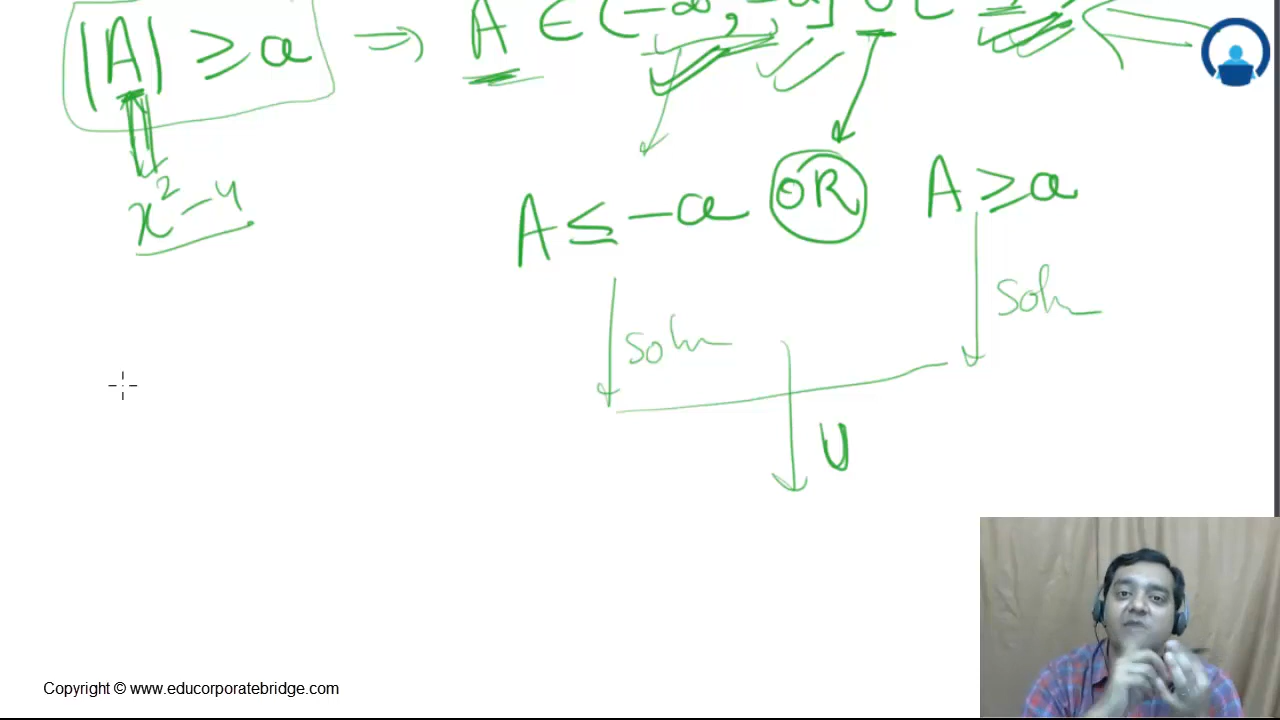 |A| ≥ a → A ∈ (-∞, -a] ∪ [
x² - 4
A ≤ -a OR A ≥ a
soln soln
U
Copyright © www.educorporatebridge.com